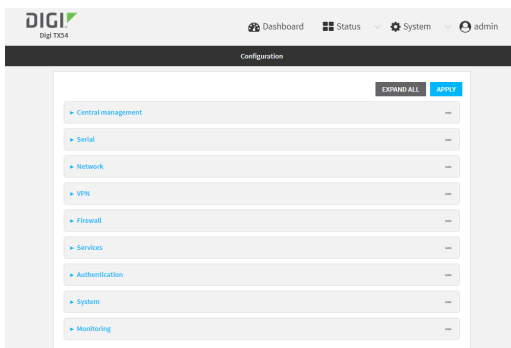 DIGI
Digi TX54
Dashboard Status System admin
Configuration
EXPAND ALL APPLY
Central management
Serial
Network
VPN
Firewall
Services
Authentication
System
Monitoring